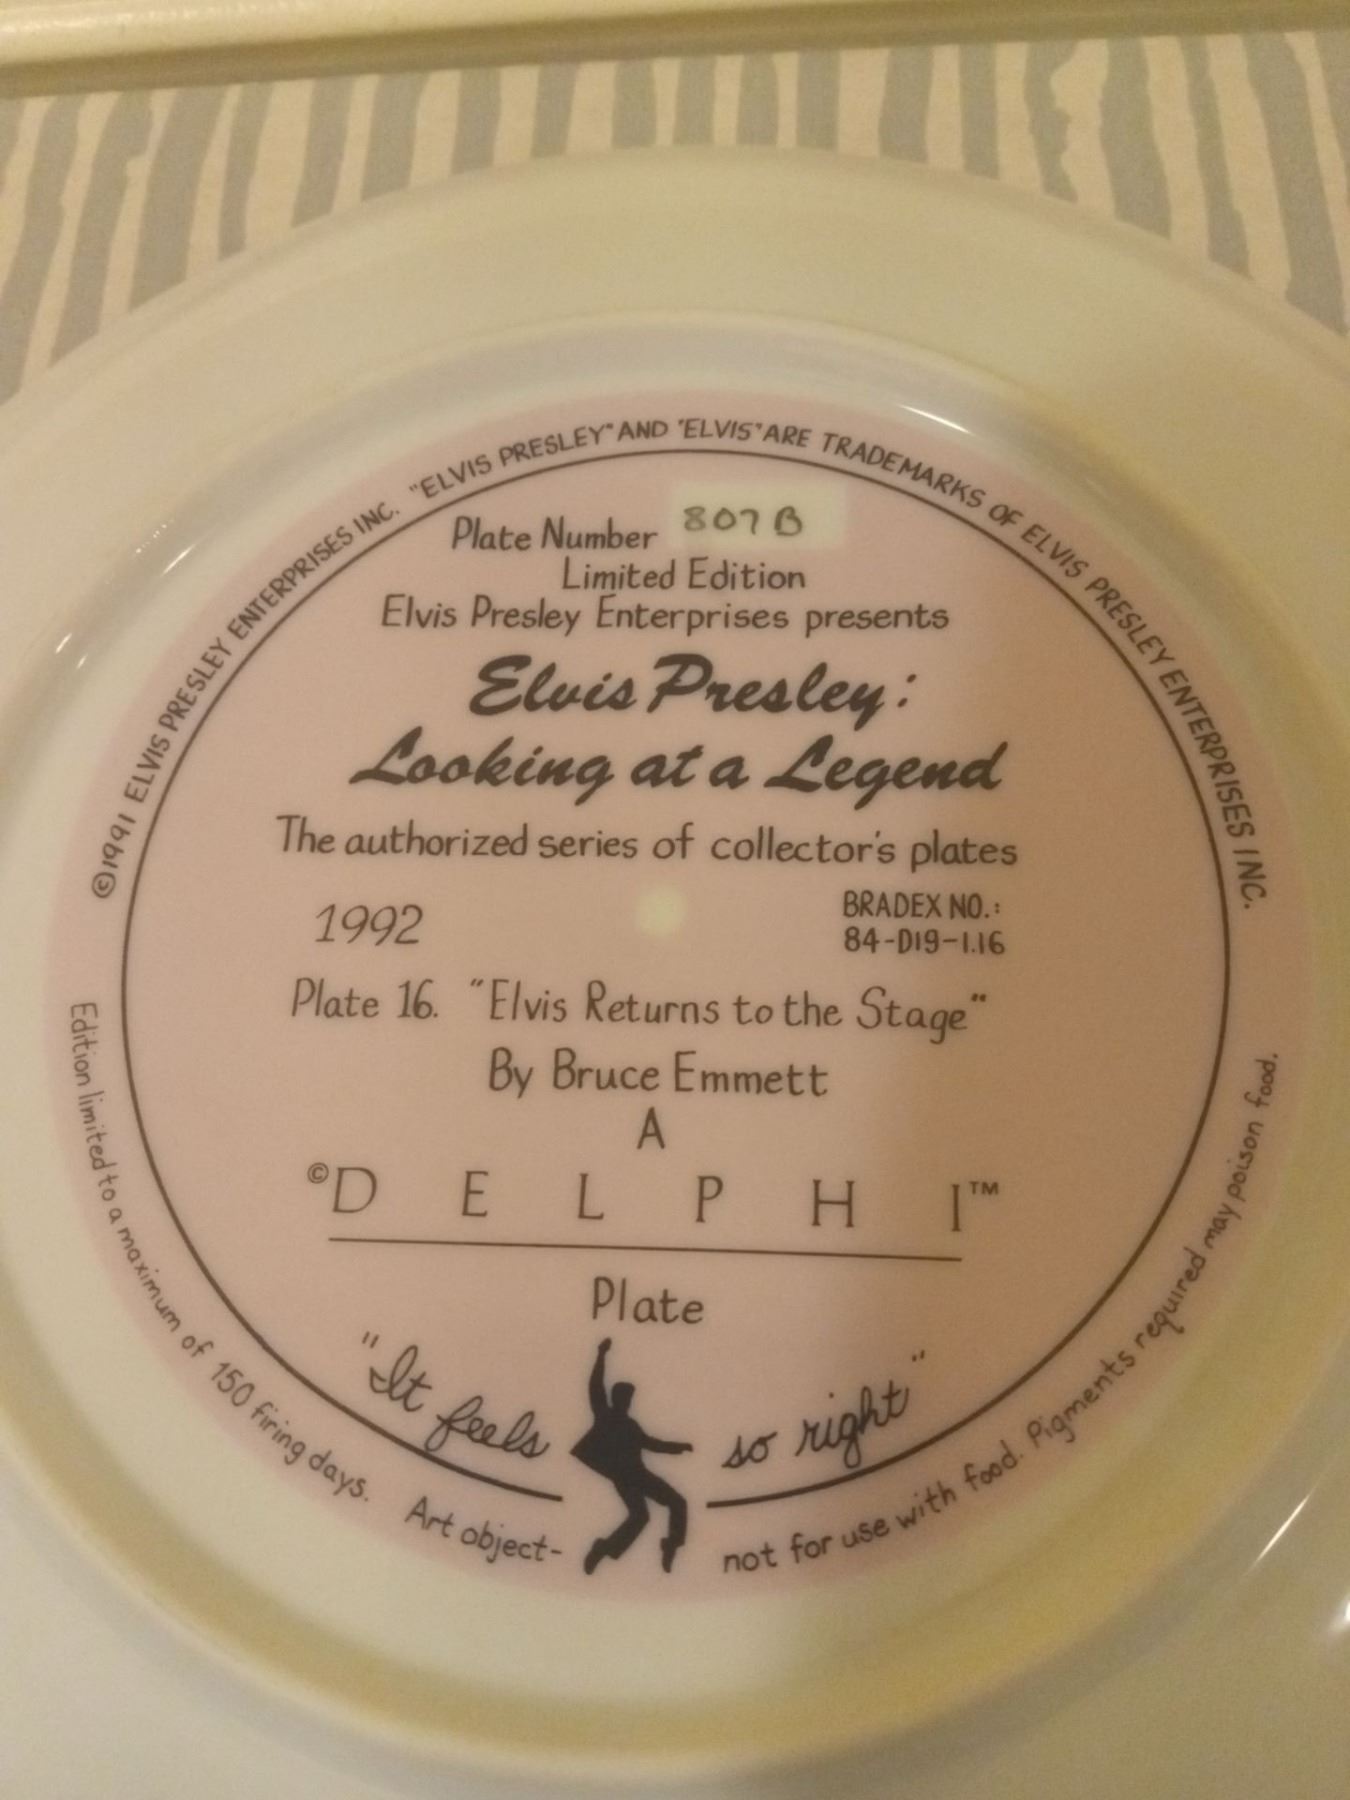 ©1991 ELVIS PRESLEY ENTERPRISES INC. "ELVIS PRESLEY" AND "ELVIS" ARE TRADEMARKS OF ELVIS PRESLEY ENTERPRISES INC.
Plate Number 807B
Limited Edition
Elvis Presley Enterprises presents
Elvis Presley:
Looking at a Legend
The authorized series of collector's plates
1992
BRADEX NO.:
84-D19-1.16
Plate 16. "Elvis Returns to the Stage"
By Bruce Emmett
A
©DELPHI™
Plate
"It feels so right"
Edition limited to a maximum of 150 firing days. Art object- not for use with food. Pigments required may poison food.